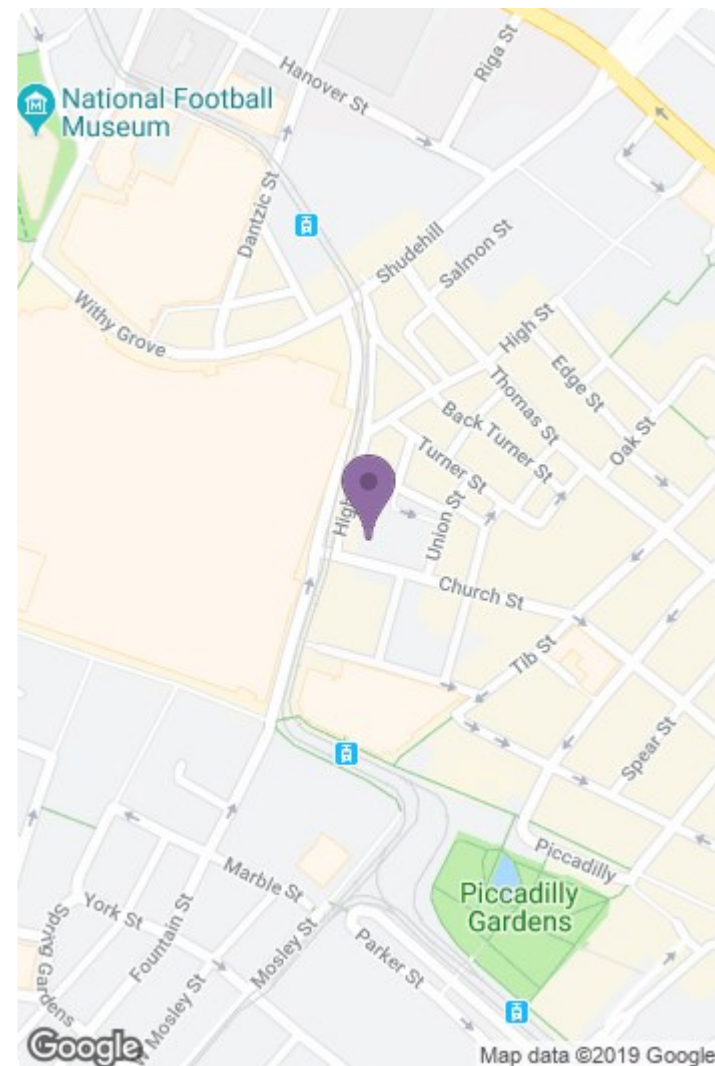 Hanover St
Riga St
National Football
Museum
Dantzic St
Shudehill
Salmon St
Withy Grove
High St
Edge St
Thomas St
Back Turner St
Oak St
Turner St
High
Union St
Church St
Tib St
Spear St
Piccadilly
Marble St
Piccadilly
Gardens
York St
Fountain St
Mosley St
Parker St
Spring Gardens
W Mosley St
Google
Map data ©2019 Google